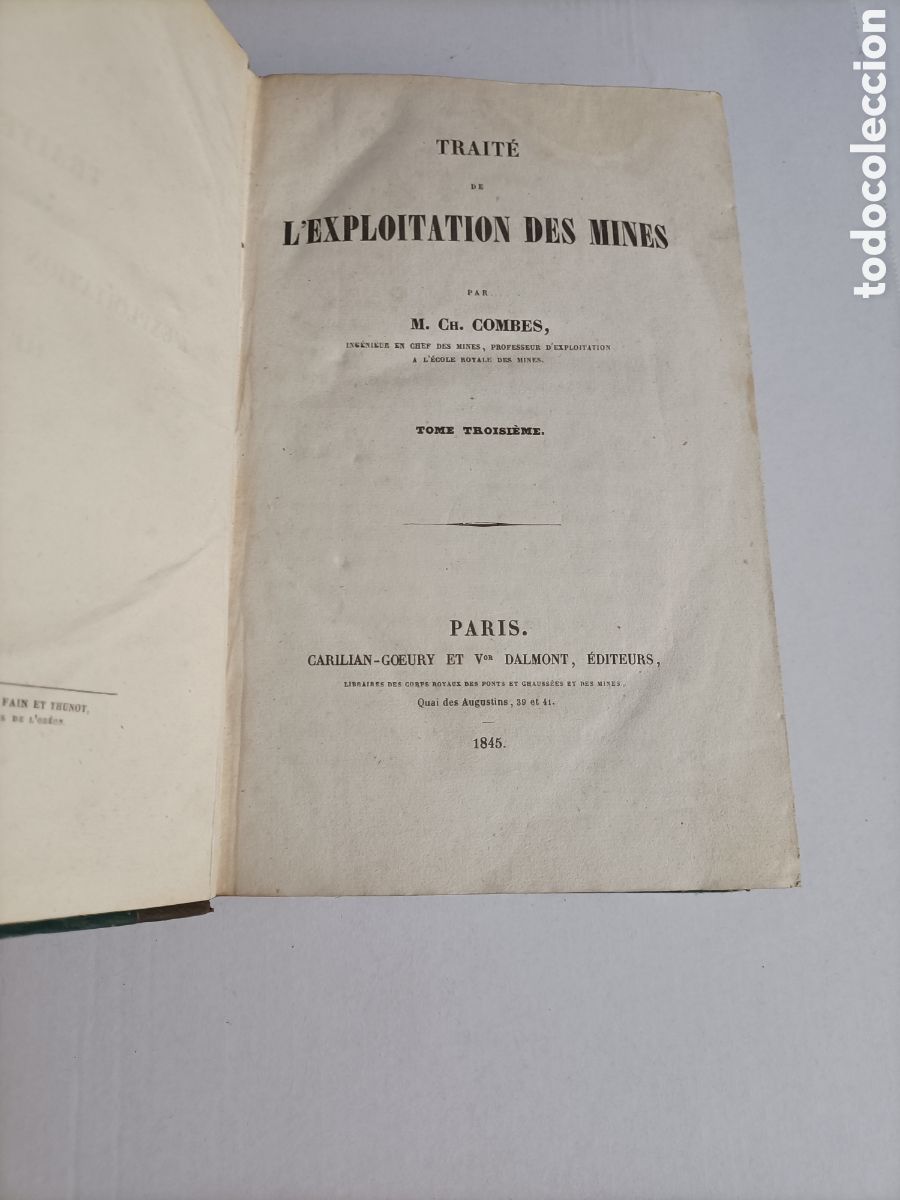 FAIN ET THUNOT,
DE L'ODÉON.
TRAITÉ
DE
L'EXPLOITATION DES MINES
PAR
M. CH. COMBES,
INGÉNIEUR EN CHEF DES MINES, PROFESSEUR D'EXPLOITATION
A L'ÉCOLE ROYALE DES MINES.
TOME TROISIÈME.
PARIS.
CARILIAN-GŒURY ET Vor DALMONT, ÉDITEURS,
LIBRAIRES DES CORPS ROYAUX DES PONTS ET CHAUSSÉES ET DES MINES,
Quai des Augustins, 39 et 41.
1845.
todocoleccion